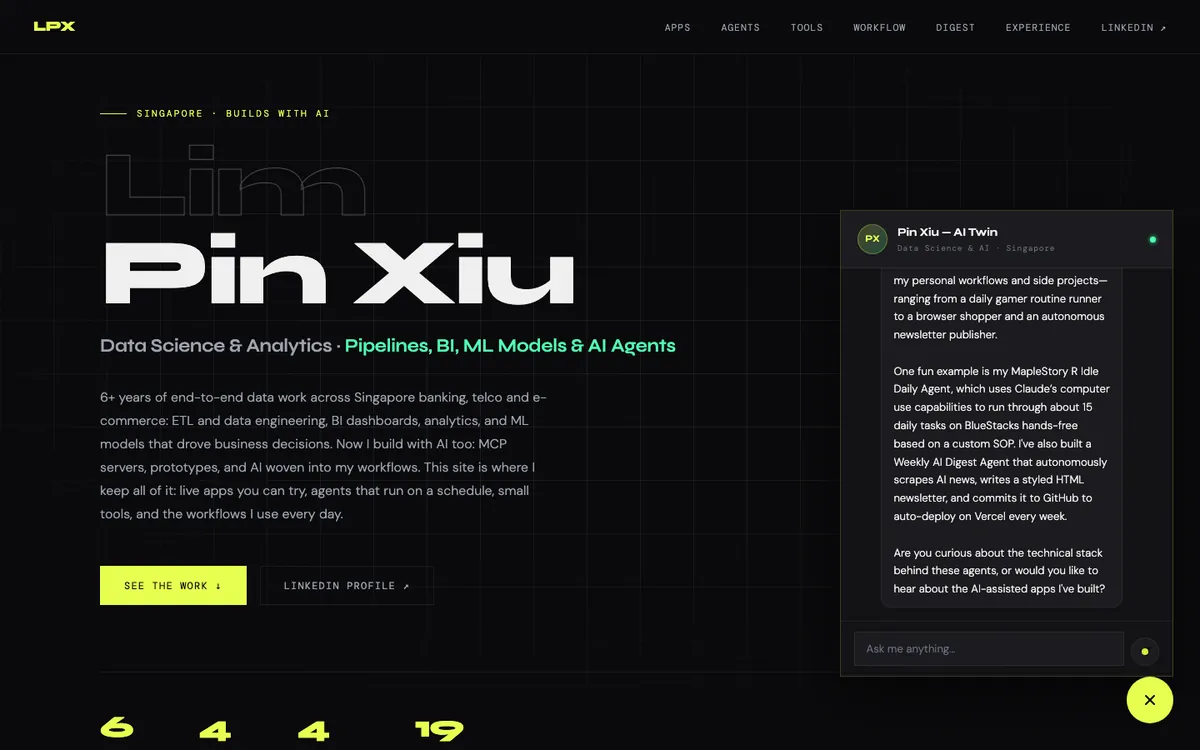 LPX
APPS AGENTS TOOLS WORKFLOW DIGEST EXPERIENCE LINKEDIN ↗
SINGAPORE · BUILDS WITH AI
Lim
Pin Xiu
Data Science & Analytics · Pipelines, BI, ML Models & AI Agents
6+ years of end-to-end data work across Singapore banking, telco and e-
commerce: ETL and data engineering, BI dashboards, analytics, and ML
models that drove business decisions. Now I build with AI too: MCP
servers, prototypes, and AI woven into my workflows. This site is where I
keep all of it: live apps you can try, agents that run on a schedule, small
tools, and the workflows I use every day.
SEE THE WORK ↓
LINKEDIN PROFILE ↗
6 4 4 19
PX
Pin Xiu — AI Twin
Data Science & AI · Singapore
my personal workflows and side projects—
ranging from a daily gamer routine runner
to a browser shopper and an autonomous
newsletter publisher.
One fun example is my MapleStory R Idle
Daily Agent, which uses Claude's computer
use capabilities to run through about 15
daily tasks on BlueStacks hands-free
based on a custom SOP. I've also built a
Weekly AI Digest Agent that autonomously
scrapes AI news, writes a styled HTML
newsletter, and commits it to GitHub to
auto-deploy on Vercel every week.
Are you curious about the technical stack
behind these agents, or would you like to
hear about the AI-assisted apps I've built?
Ask me anything…
✕